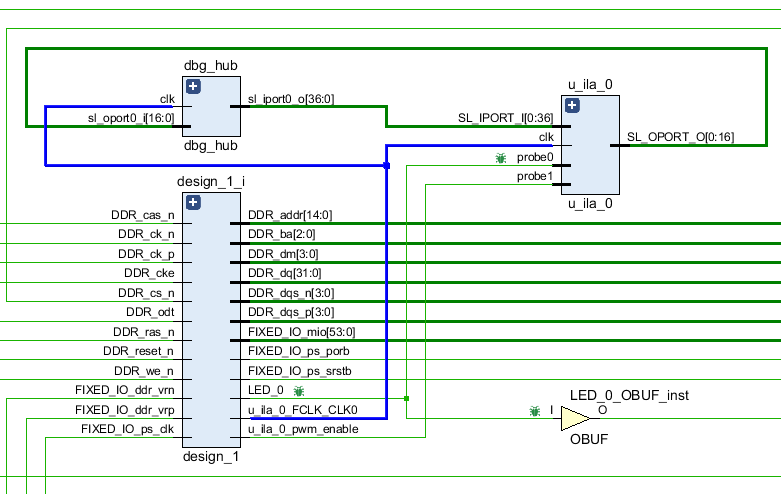 dbg_hub
clk
sl_oport0_i[16:0]
sl_iport0_o[36:0]
dbg_hub
u_ila_0
SL_IPORT_I[0:36]
clk
probe0
probe1
SL_OPORT_O[0:16]
u_ila_0
design_1_i
DDR_cas_n
DDR_ck_n
DDR_ck_p
DDR_cke
DDR_cs_n
DDR_odt
DDR_ras_n
DDR_reset_n
DDR_we_n
FIXED_IO_ddr_vrn
FIXED_IO_ddr_vrp
FIXED_IO_ps_clk
DDR_addr[14:0]
DDR_ba[2:0]
DDR_dm[3:0]
DDR_dq[31:0]
DDR_dqs_n[3:0]
DDR_dqs_p[3:0]
FIXED_IO_mio[53:0]
FIXED_IO_ps_porb
FIXED_IO_ps_srstb
LED_0
u_ila_0_FCLK_CLK0
u_ila_0_pwm_enable
design_1
LED_0_OBUF_inst
I
O
OBUF